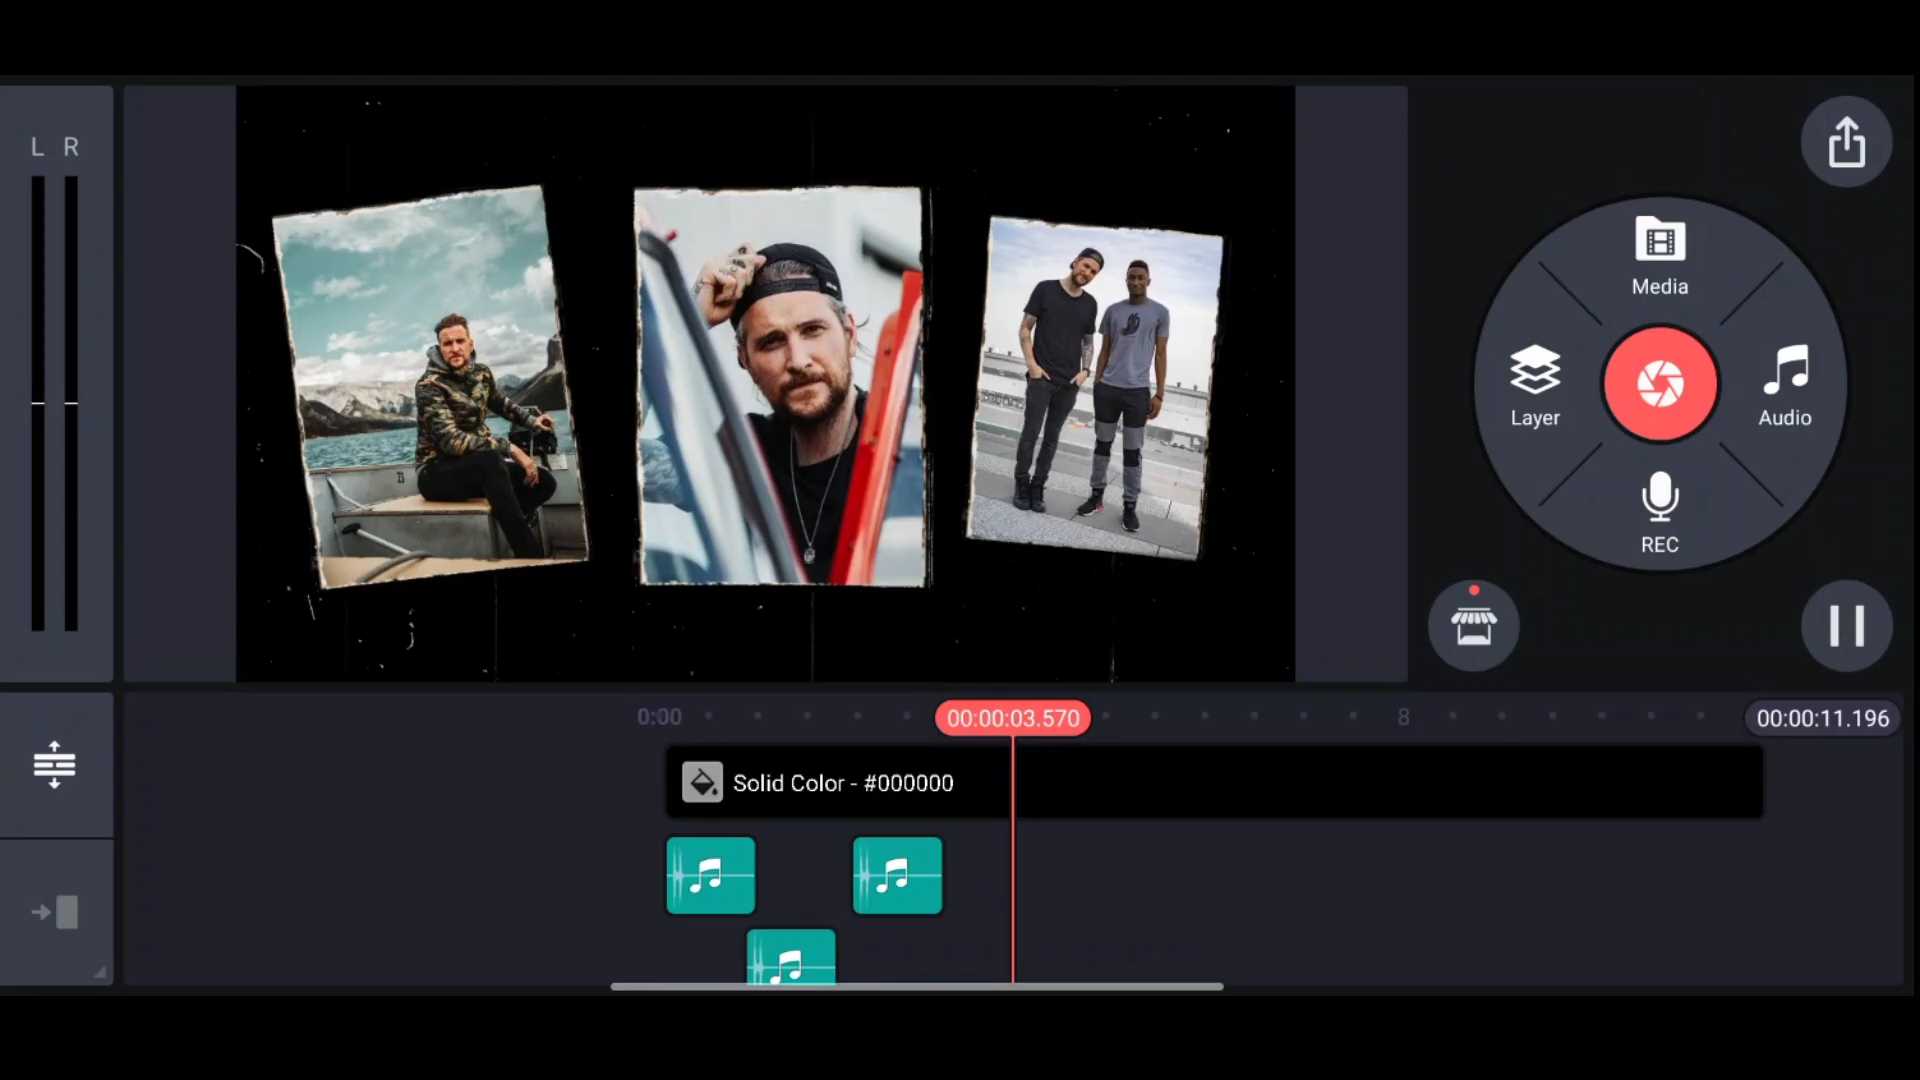 L R
Media
Layer
Audio
REC
0:00
00:00:03.570
8
00:00:11.196
Solid Color - #000000